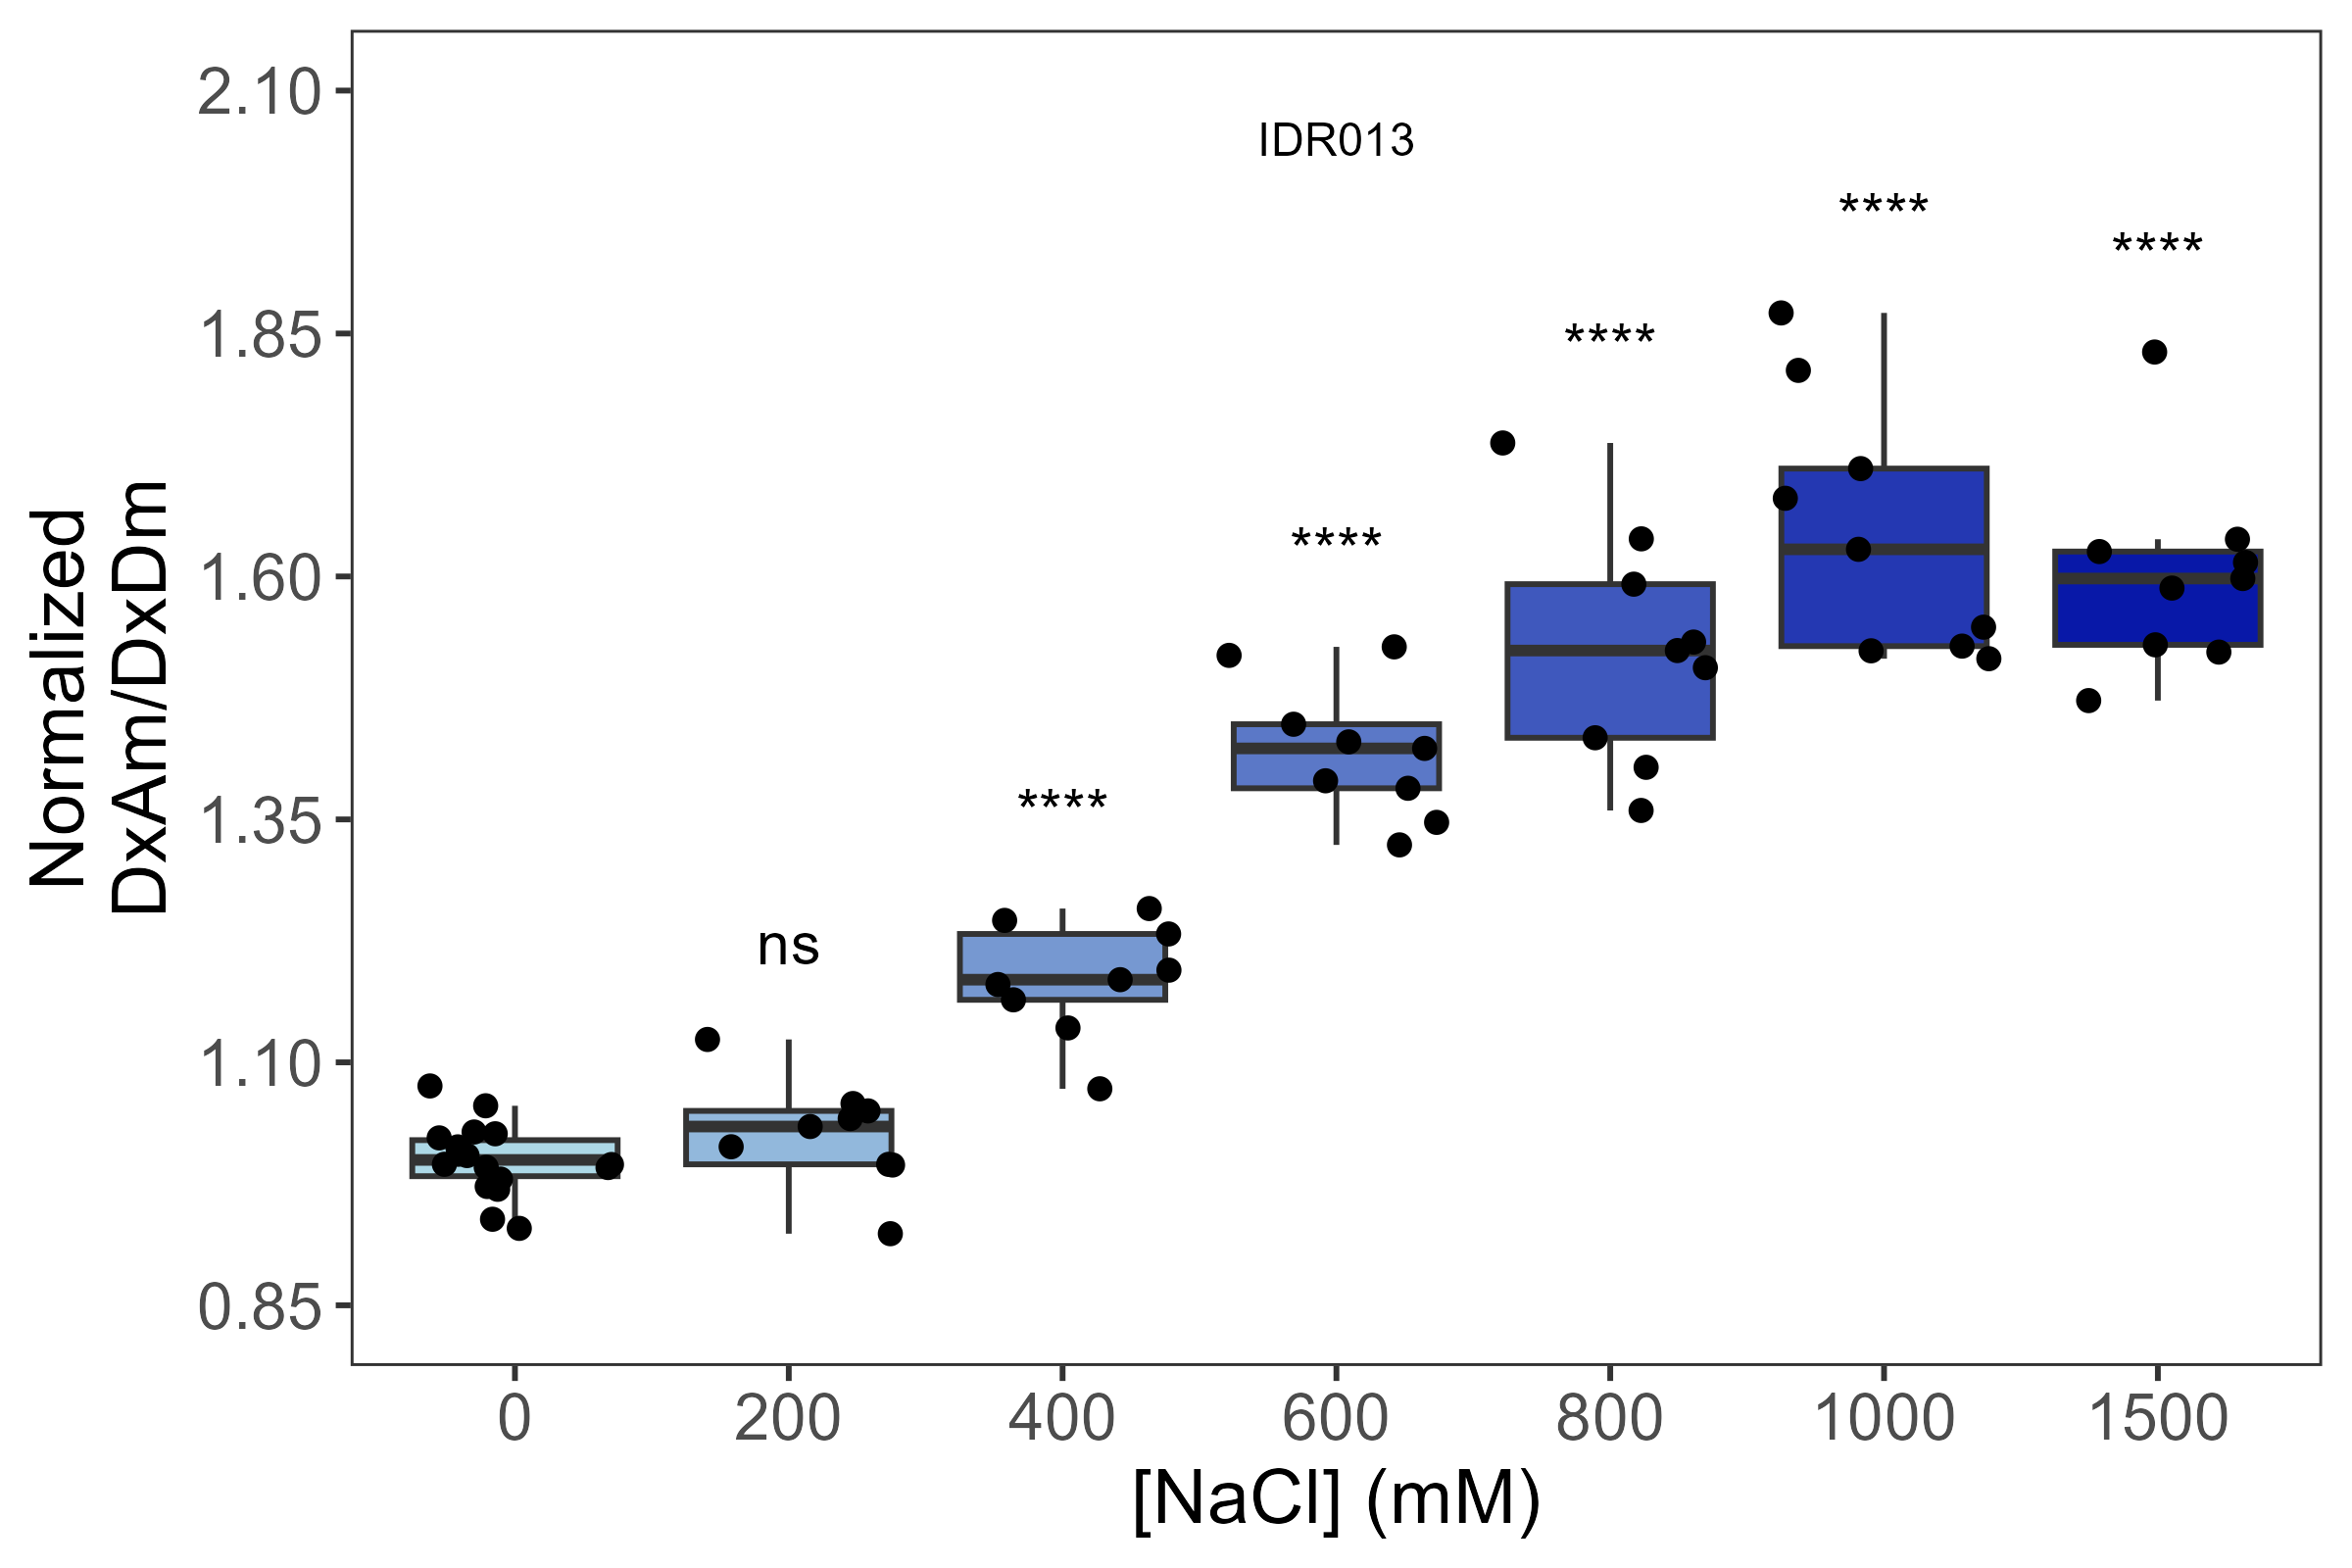 Normalized
DxAm/DxDm
2.10
1.85
1.60
1.35
1.10
0.85
IDR013
ns
****
****
****
****
****
0 200 400 600 800 1000 1500
[NaCl] (mM)